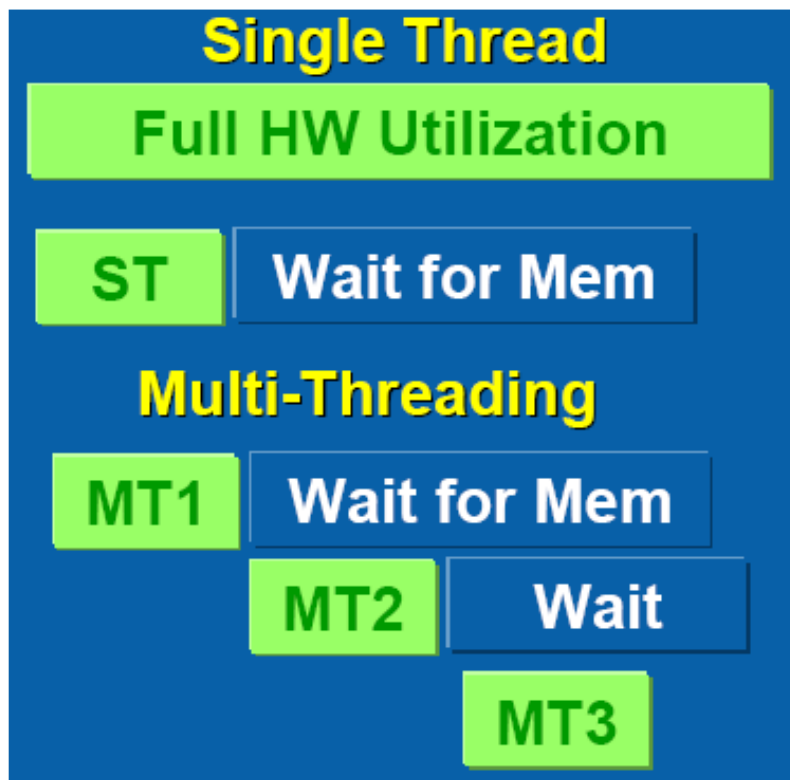 Single Thread
Full HW Utilization
ST Wait for Mem
Multi-Threading
MT1 Wait for Mem
MT2 Wait
MT3